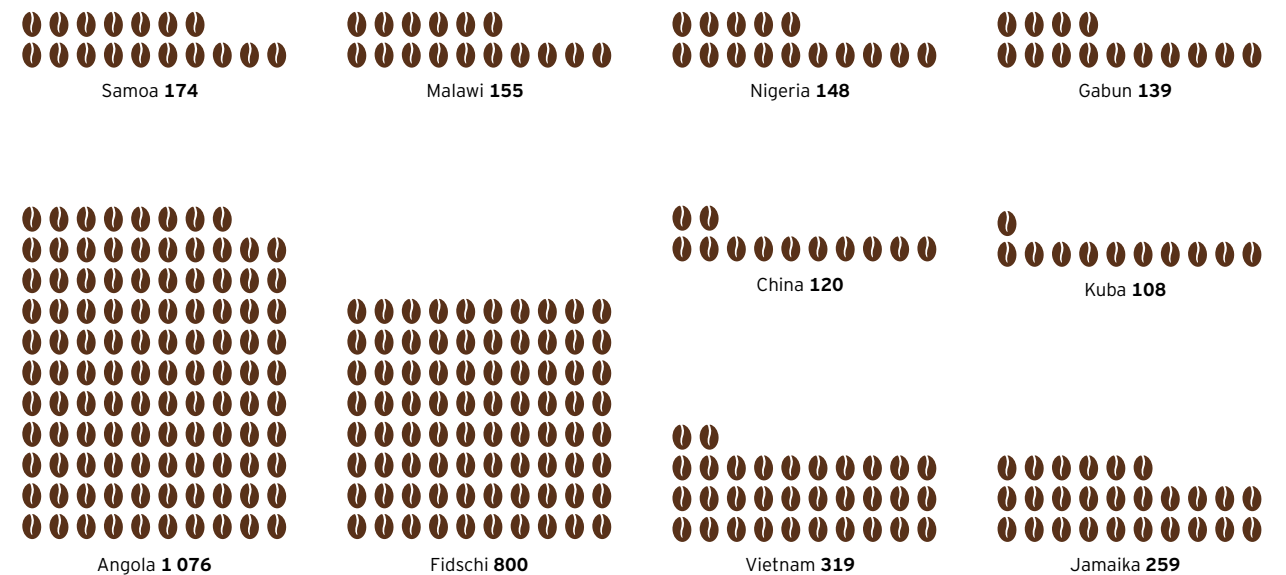 Samoa 174
Malawi 155
Nigeria 148
Gabun 139
China 120
Kuba 108
Angola 1 076
Fidschi 800
Vietnam 319
Jamaika 259